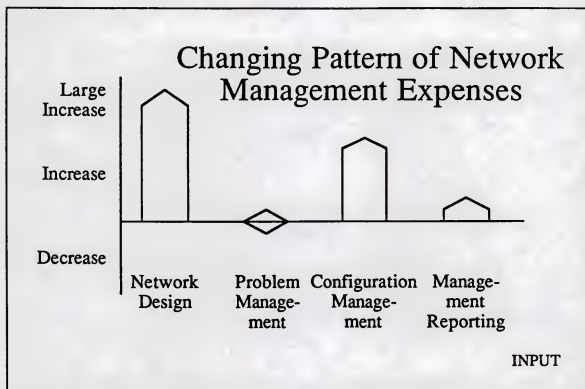 Changing Pattern of Network
Management Expenses
Large
Increase
Increase
Decrease
Network
Design
Problem
Manage-
ment
Configuration
Manage-
ment
Manage-
ment
Reporting
INPUT